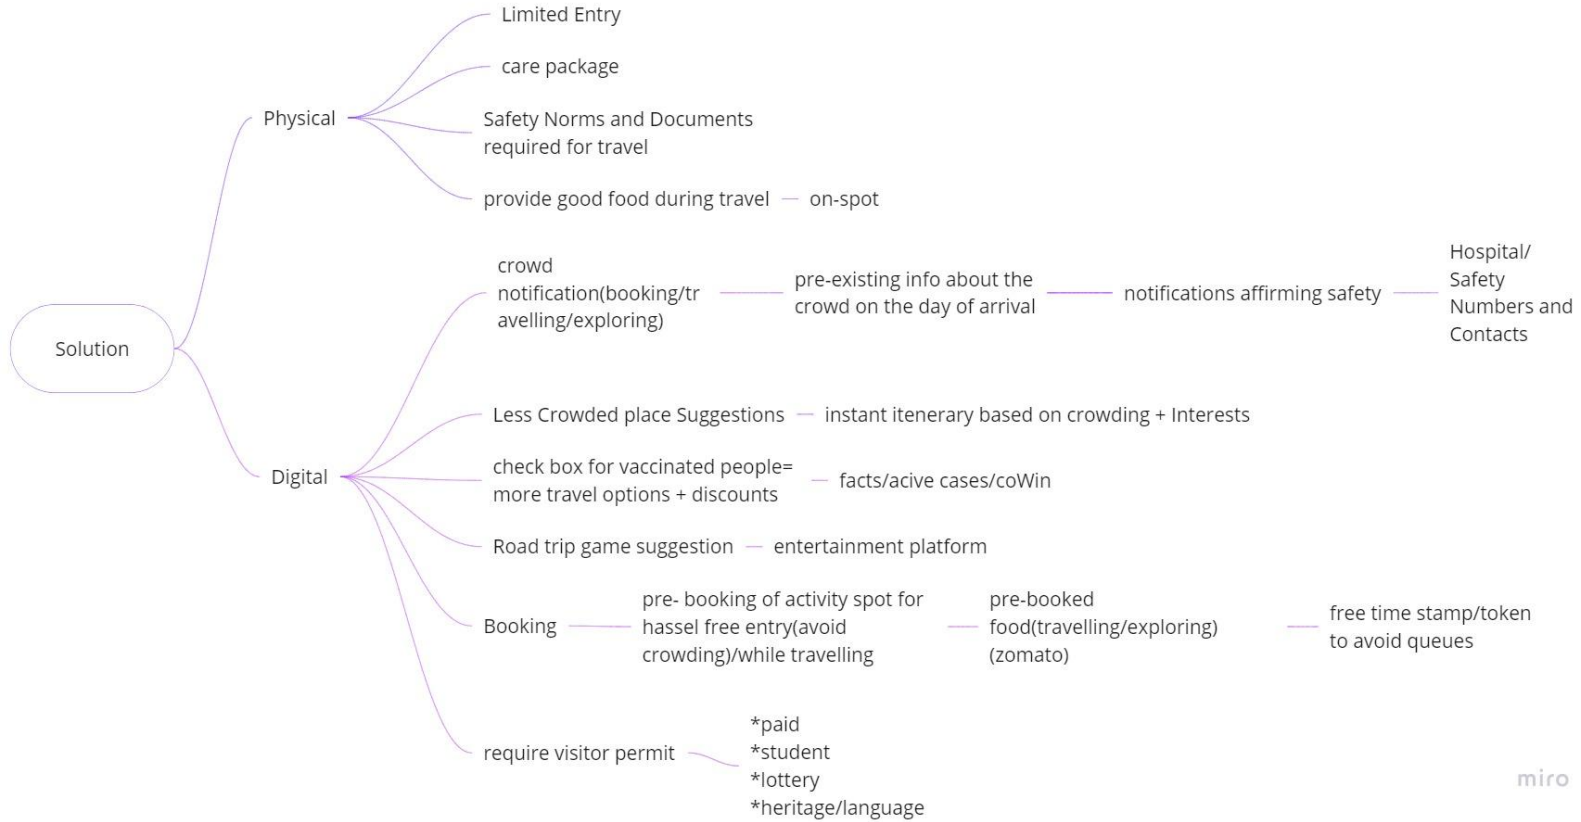 Limited Entry
care package
Physical
Safety Norms and Documents
required for travel
provide good food during travel
on-spot
Solution
crowd
notification(booking/tr
avelling/exploring)
pre-existing info about the
crowd on the day of arrival
notifications affirming safety
Hospital/
Safety
Numbers and
Contacts
Less Crowded place Suggestions
instant itenerary based on crowding + Interests
Digital
check box for vaccinated people=
more travel options + discounts
facts/acive cases/coWin
Road trip game suggestion
entertainment platform
Booking
pre- booking of activity spot for
hassel free entry(avoid
crowding)/while travelling
pre-booked
food(travelling/exploring)
(zomato)
free time stamp/token
to avoid queues
require visitor permit
*paid
*student
*lottery
*heritage/language
miro